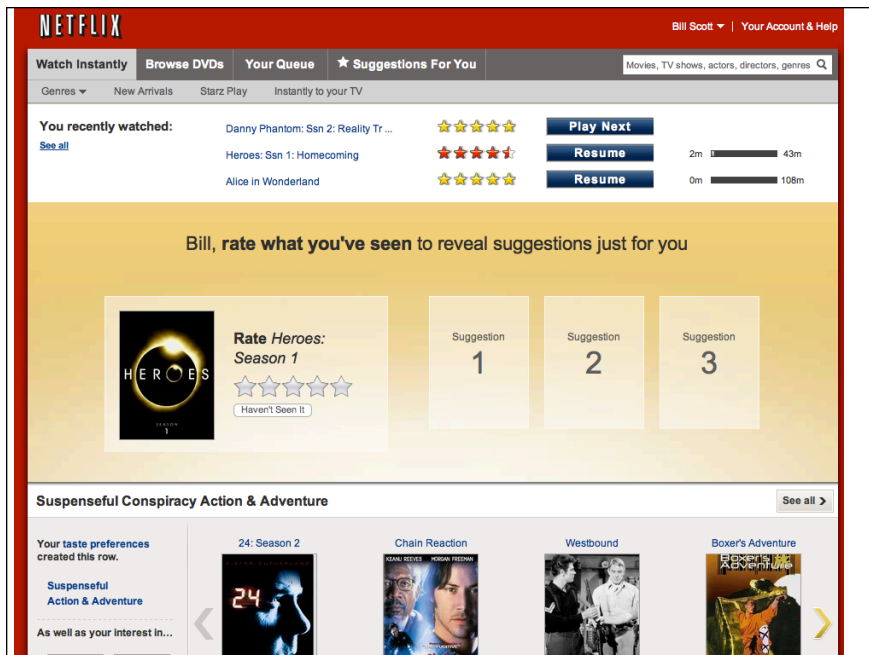 NETFLIX
Bill Scott | Your Account & Help
Watch Instantly Browse DVDs Your Queue Suggestions For You
Movies, TV shows, actors, directors, genres
Genres New Arrivals Starz Play Instantly to your TV
You recently watched:
See all
Danny Phantom: Ssn 2: Reality Tr ... Play Next
Heroes: Ssn 1: Homecoming Resume 2m 43m
Alice in Wonderland Resume 0m 108m
Bill, rate what you've seen to reveal suggestions just for you
HEROES
SEASON
1
Rate Heroes:
Season 1
Haven't Seen It
Suggestion Suggestion Suggestion
1 2 3
Suspenseful Conspiracy Action & Adventure See all
Your taste preferences
created this row.
Suspenseful
Action & Adventure
As well as your interest in...
24: Season 2 Chain Reaction Westbound Boxer's Adventure
KIEFER SUTHERLAND
24
KEANU REEVES MORGAN FREEMAN
Boxer's
Adventure